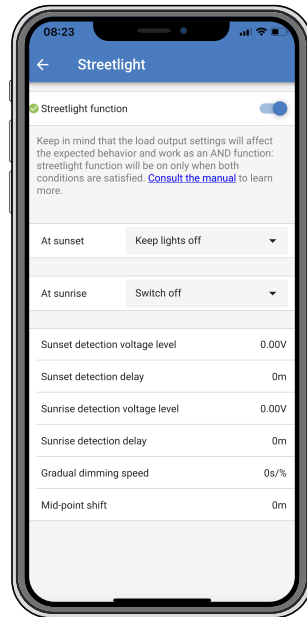 08:23
Streetlight
Streetlight function
Keep in mind that the load output settings will affect
the expected behavior and work as an AND function:
streetlight function will be on only when both
conditions are satisfied. Consult the manual to learn
more.
At sunset Keep lights off
At sunrise Switch off
Sunset detection voltage level 0.00V
Sunset detection delay 0m
Sunrise detection voltage level 0.00V
Sunrise detection delay 0m
Gradual dimming speed 0s/%
Mid-point shift 0m